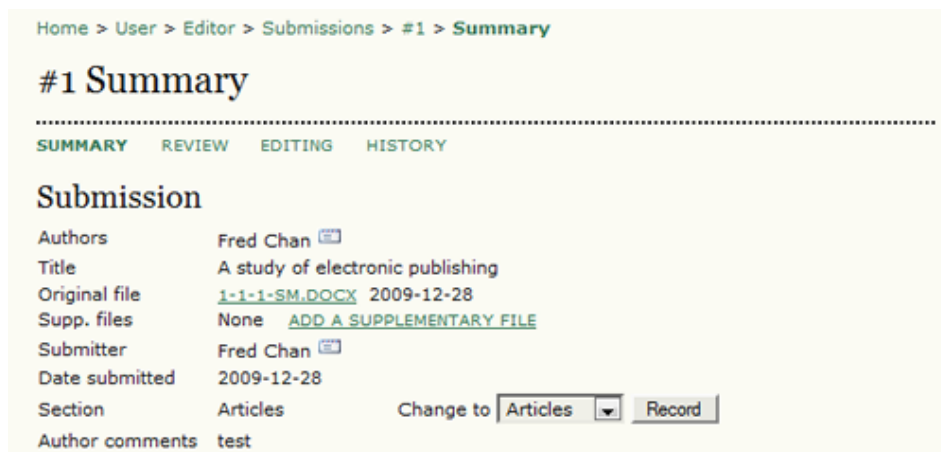 Home > User > Editor > Submissions > #1 > Summary
#1 Summary
SUMMARY REVIEW EDITING HISTORY
Submission
Authors Fred Chan
Title A study of electronic publishing
Original file 1-1-1-SM.DOCX 2009-12-28
Supp. files None ADD A SUPPLEMENTARY FILE
Submitter Fred Chan
Date submitted 2009-12-28
Section Articles Change to Articles Record
Author comments test